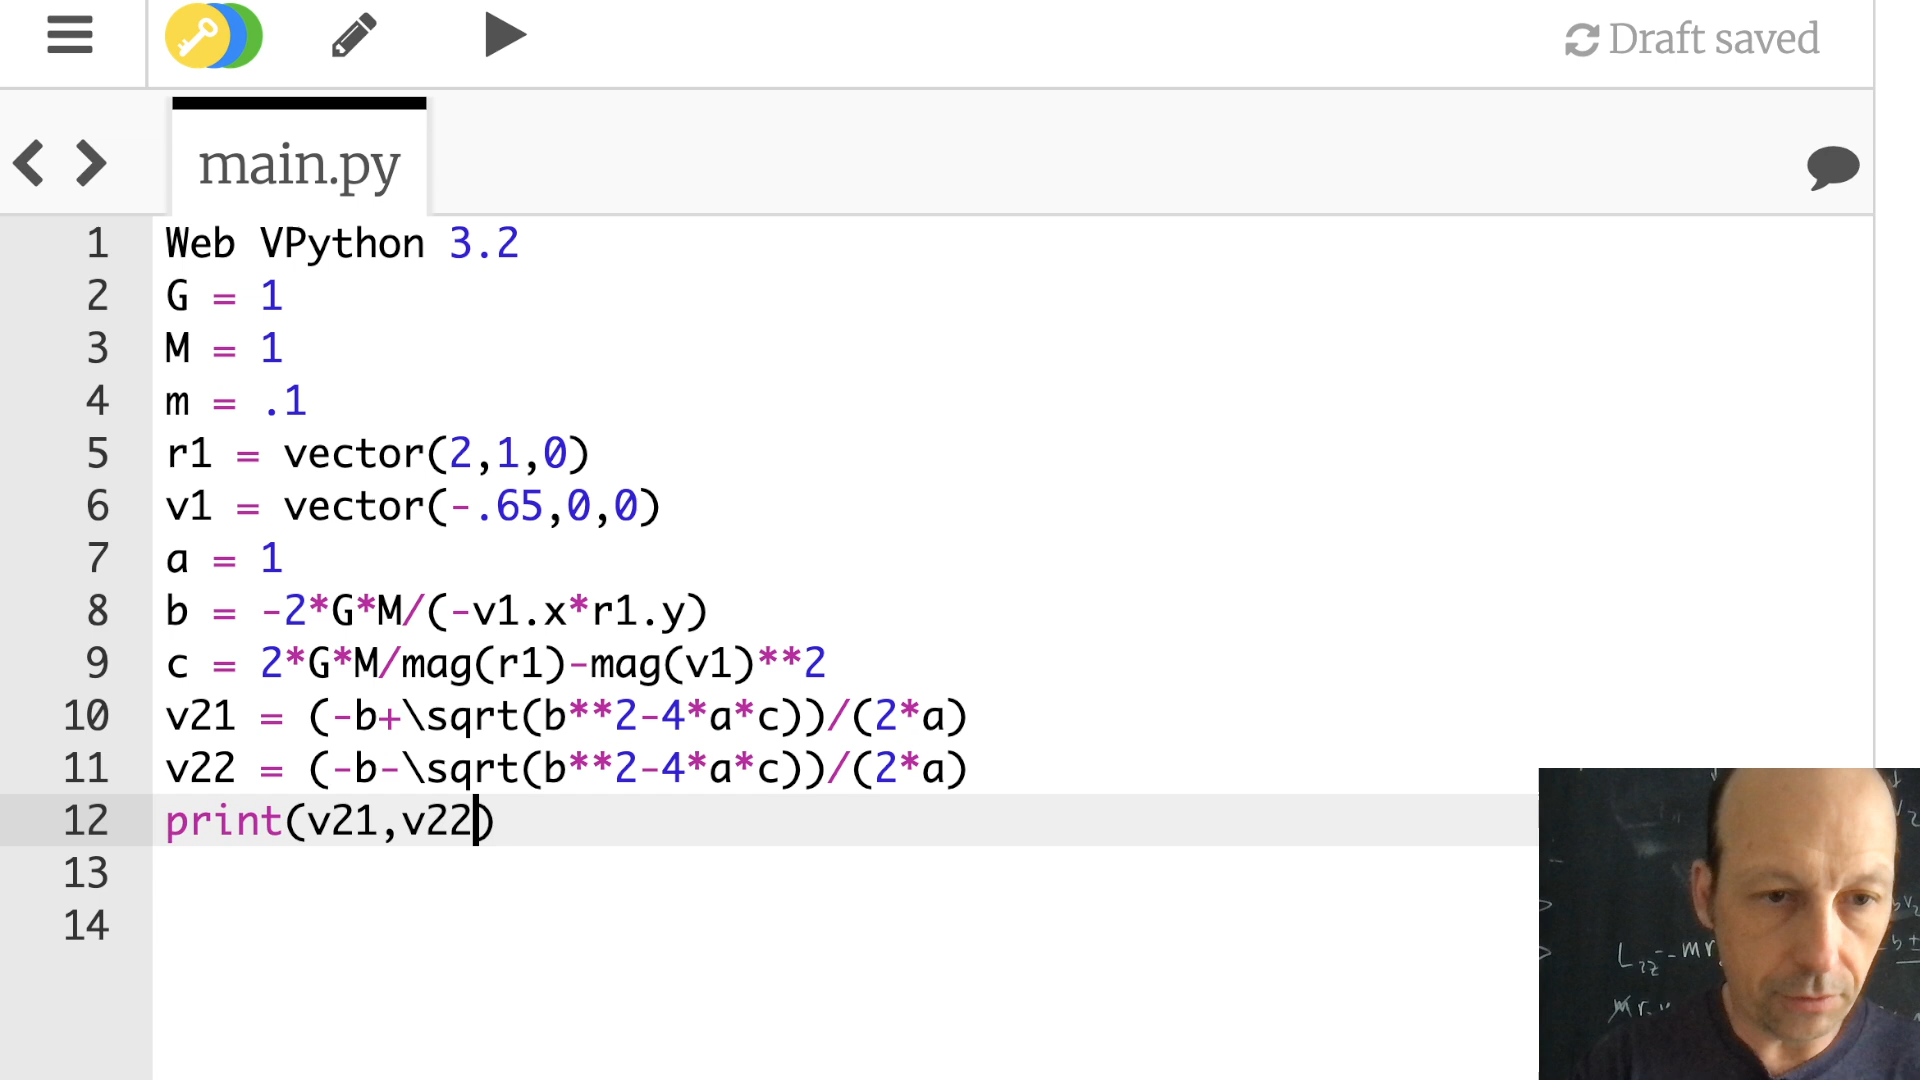 Draft saved
main.py
1 Web VPython 3.2
2 G = 1
3 M = 1
4 m = .1
5 r1 = vector(2,1,0)
6 v1 = vector(-.65,0,0)
7 a = 1
8 b = -2*G*M/(-v1.x*r1.y)
9 c = 2*G*M/mag(r1)-mag(v1)**2
10 v21 = (-b+\sqrt(b**2-4*a*c))/(2*a)
11 v22 = (-b-\sqrt(b**2-4*a*c))/(2*a)
12 print(v21,v22)
13
14